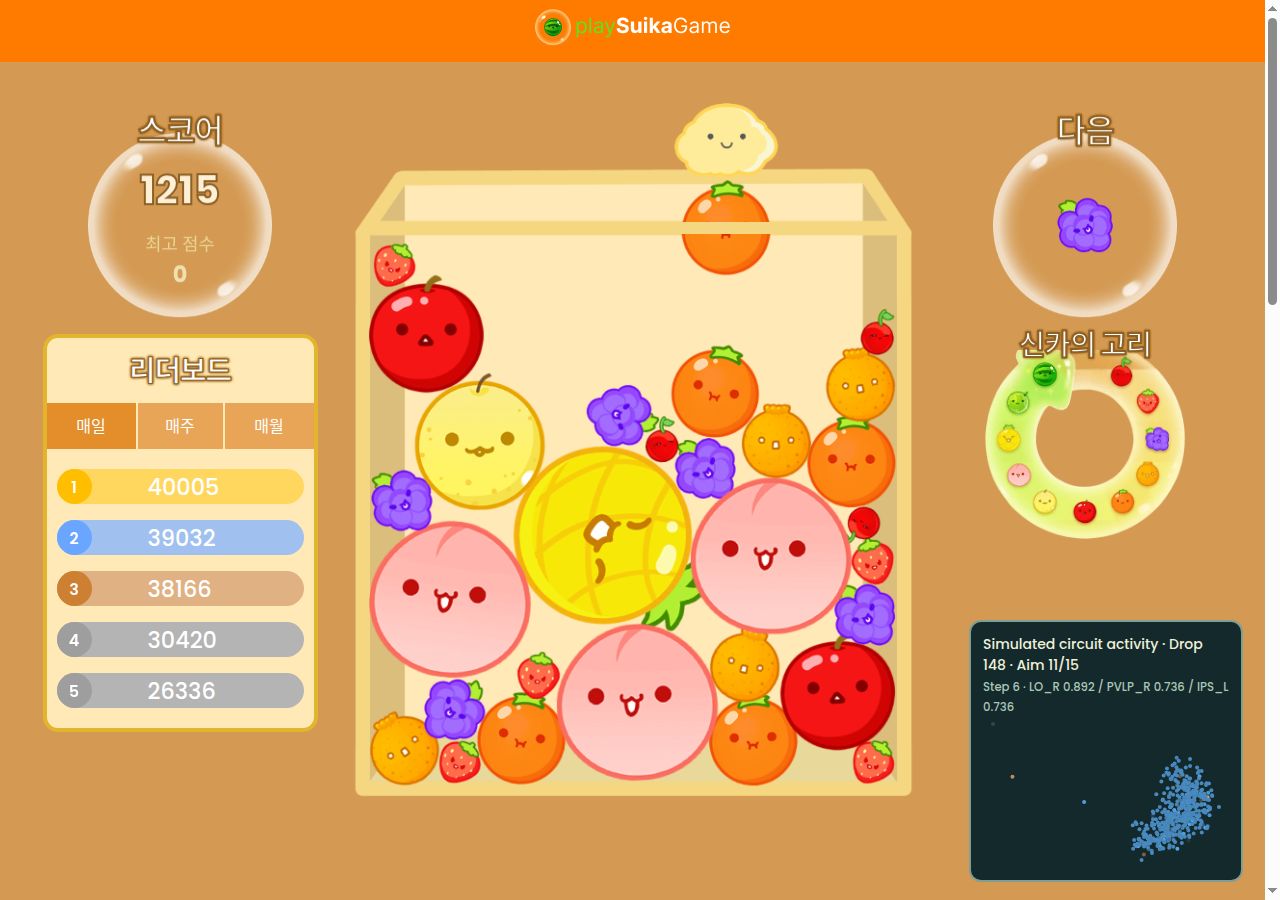 playSuikaGame
스코어
1215
최고 점수
0
다음
신카의 고리
리더보드
매일 매주 매월
1 40005
2 39032
3 38166
4 30420
5 26336
Simulated circuit activity · Drop
148 · Aim 11/15
Step 6 · LO_R 0.892 / PVLP_R 0.736 / IPS_L
0.736